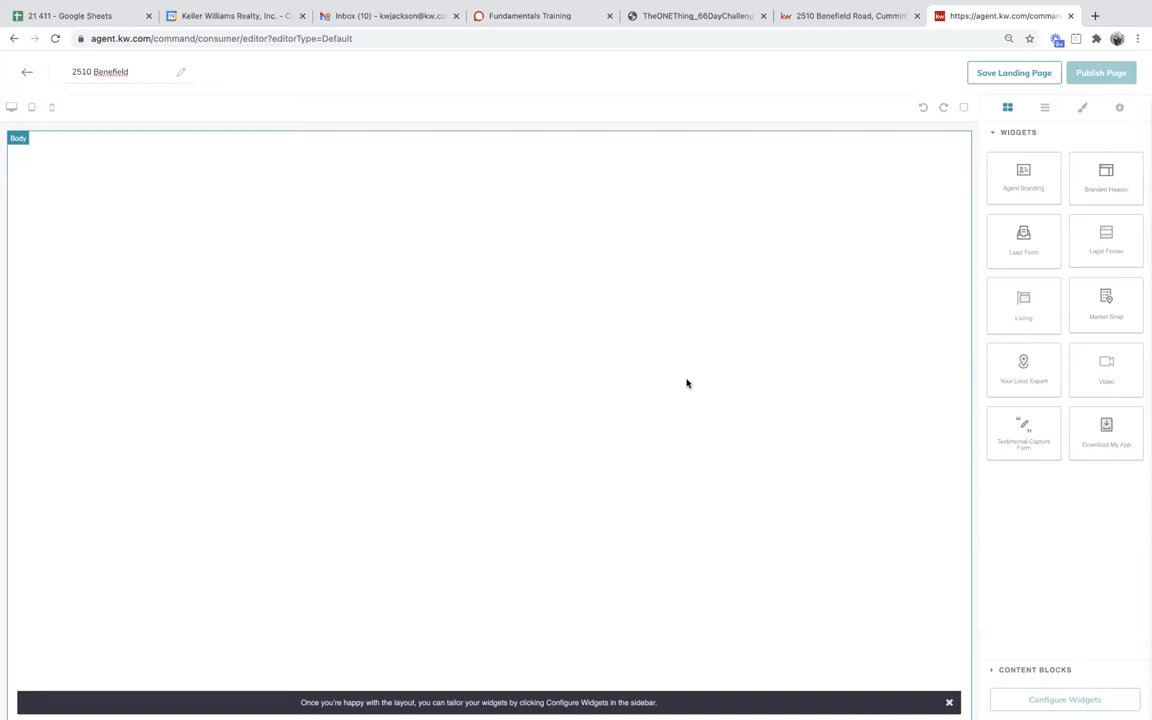 21 411 - Google Sheets
Keller Williams Realty, Inc. - Ca
Inbox (10) - kwjackson@kw.co
Fundamentals Training
TheONEThing_66DayChalleng
kw 2510 Benefield Road, Cummin
kw https://agent.kw.com/comman
agent.kw.com/command/consumer/editor?editorType=Default
9+
2510 Benefield
Save Landing Page
Publish Page
Body
WIDGETS
Agent Branding
Branded Header
Lead Form
Legal Footer
Listing
Market Snap
Your Local Expert
Video
Testimonial Capture
Form
Download My App
CONTENT BLOCKS
Configure Widgets
Once you're happy with the layout, you can tailor your widgets by clicking Configure Widgets in the sidebar.